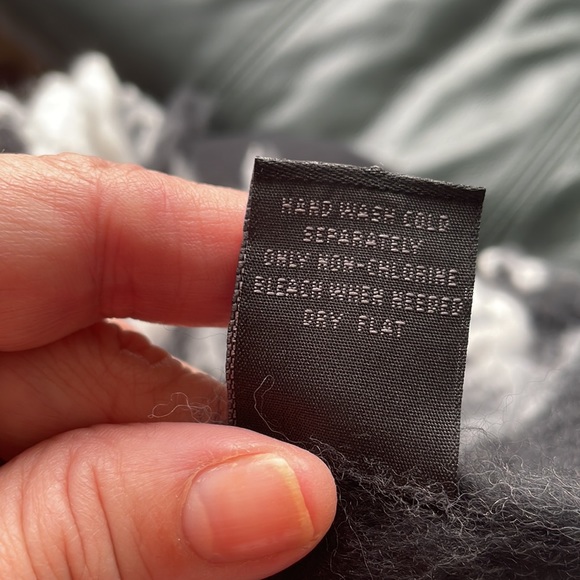 HAND WASH COLD
SEPARATELY
ONLY NON-CHLORINE
BLEACH WHEN NEEDED
DRY FLAT